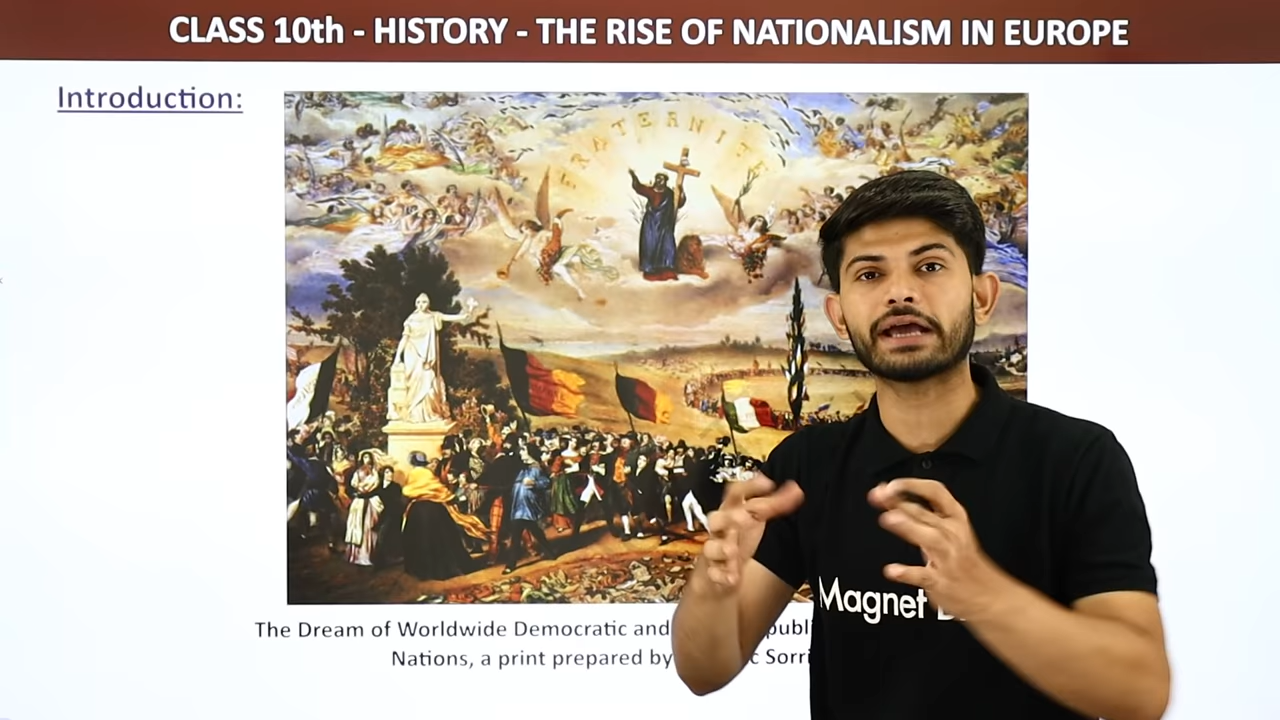 CLASS 10th - HISTORY - THE RISE OF NATIONALISM IN EUROPE
Introduction:
FRATERNITE
The Dream of Worldwide Democratic and
Nations, a print prepared by
Magnet